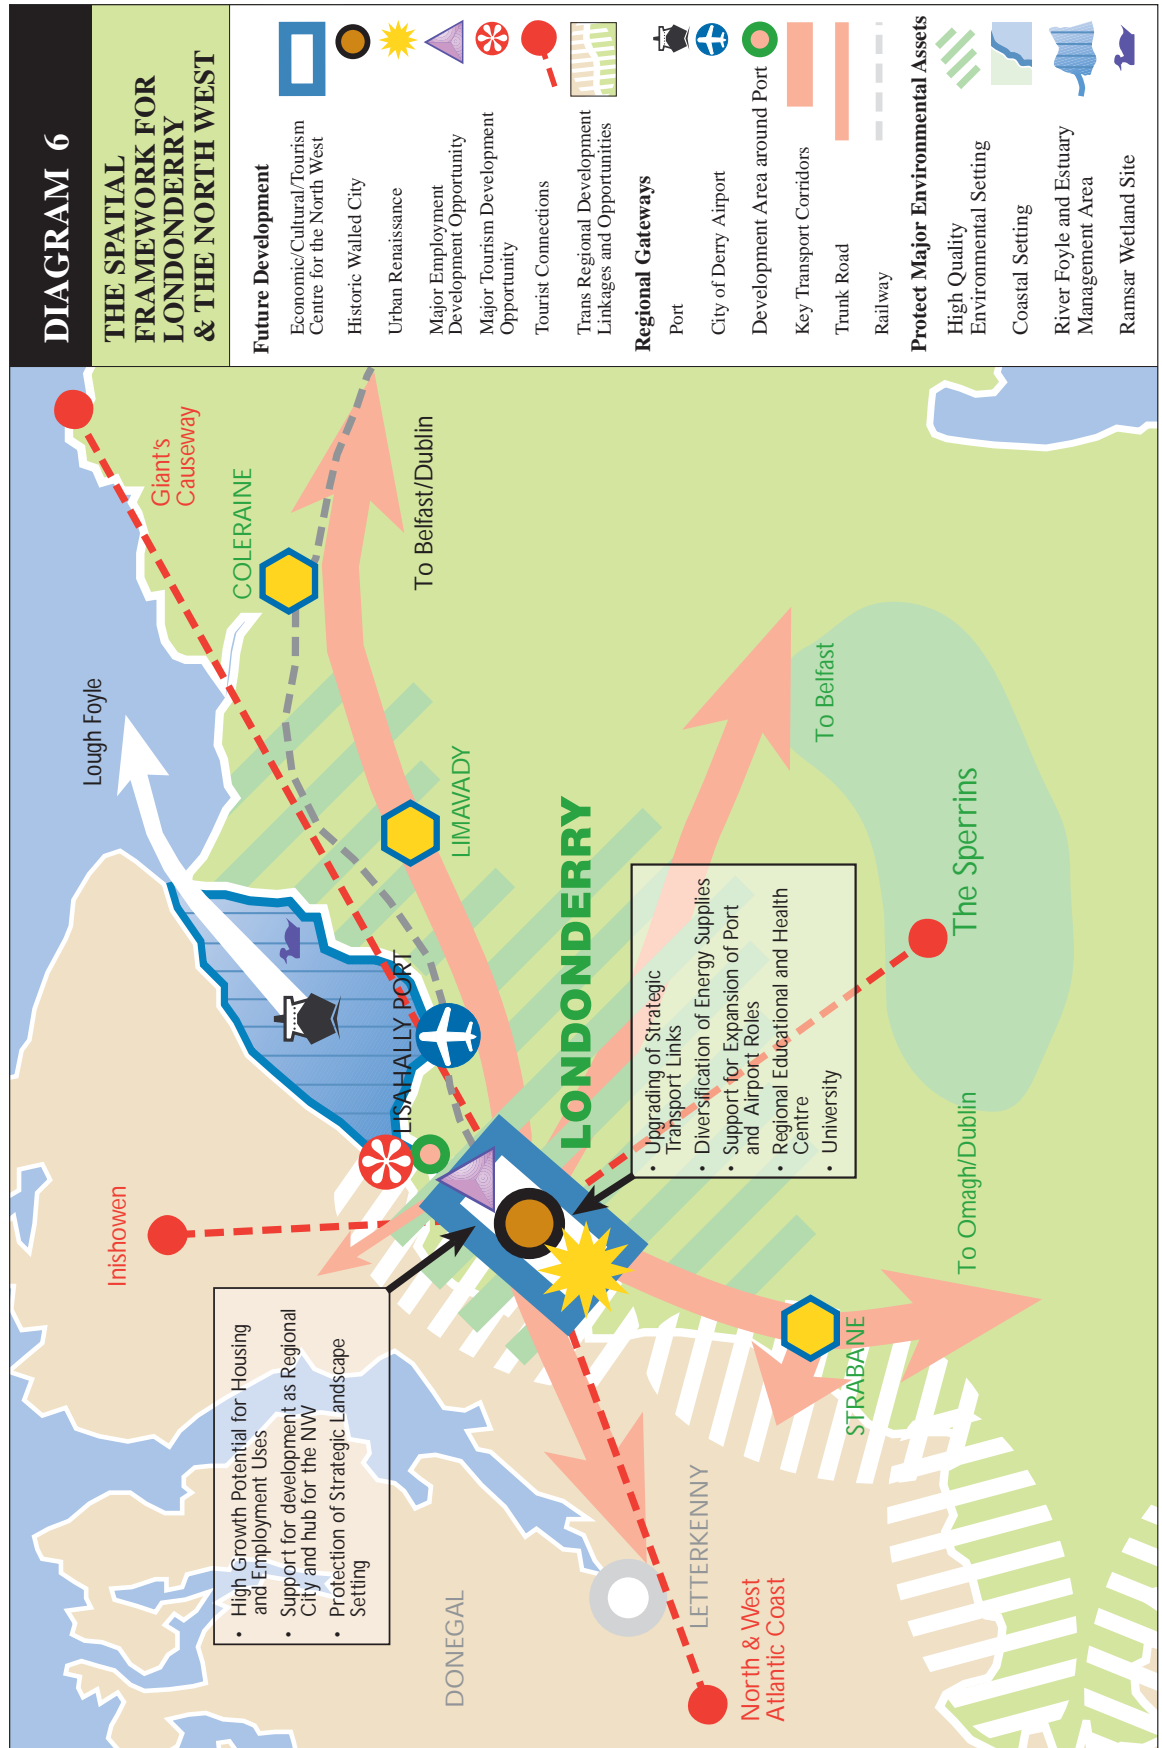 DIAGRAM 6
THE SPATIAL
FRAMEWORK FOR
LONDONDERRY
& THE NORTH WEST
Future Development
Economic/Cultural/Tourism
Centre for the North West
Historic Walled City
Urban Renaissance
Major Employment
Development Opportunity
Major Tourism Development
Opportunity
Tourist Connections
Trans Regional Development
Linkages and Opportunities
Regional Gateways
Port
City of Derry Airport
Development Area around Port
Key Transport Corridors
Trunk Road
Railway
Protect Major Environmental Assets
High Quality
Environmental Setting
Coastal Setting
River Foyle and Estuary
Management Area
Ramsar Wetland Site
Giant's
Causeway
COLERAINE
To Belfast/Dublin
Lough Foyle
LIMAVADY
To Belfast
LISAHALLY PORT
LONDONDERRY
The Sperrins
• Upgrading of Strategic
Transport Links
• Diversification of Energy Supplies
• Support for Expansion of Port
and Airport Roles
• Regional Educational and Health
Centre
• University
To Omagh/Dublin
Inishowen
• High Growth Potential for Housing
and Employment Uses
• Support for development as Regional
City and hub for the NW
• Protection of Strategic Landscape
Setting
STRABANE
DONEGAL
LETTERKENNY
North & West
Atlantic Coast